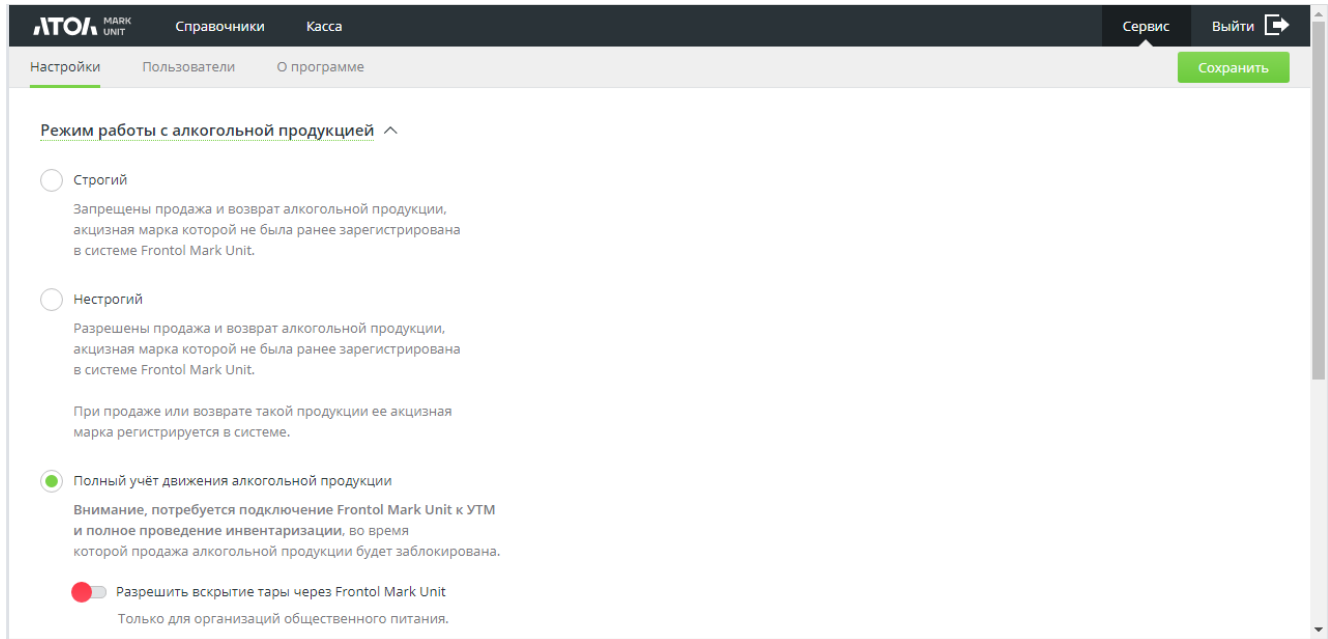 АТОЛ MARK UNIT Справочники Касса Сервис Выйти
Настройки Пользователи О программе Сохранить
Режим работы с алкогольной продукцией
Строгий
Запрещены продажа и возврат алкогольной продукции,
акцизная марка которой не была ранее зарегистрирована
в системе Frontol Mark Unit.
Нестрогий
Разрешены продажа и возврат алкогольной продукции,
акцизная марка которой не была ранее зарегистрирована
в системе Frontol Mark Unit.
При продаже или возврате такой продукции ее акцизная
марка регистрируется в системе.
Полный учёт движения алкогольной продукции
Внимание, потребуется подключение Frontol Mark Unit к УТМ
и полное проведение инвентаризации, во время
которой продажа алкогольной продукции будет заблокирована.
Разрешить вскрытие тары через Frontol Mark Unit
Только для организаций общественного питания.